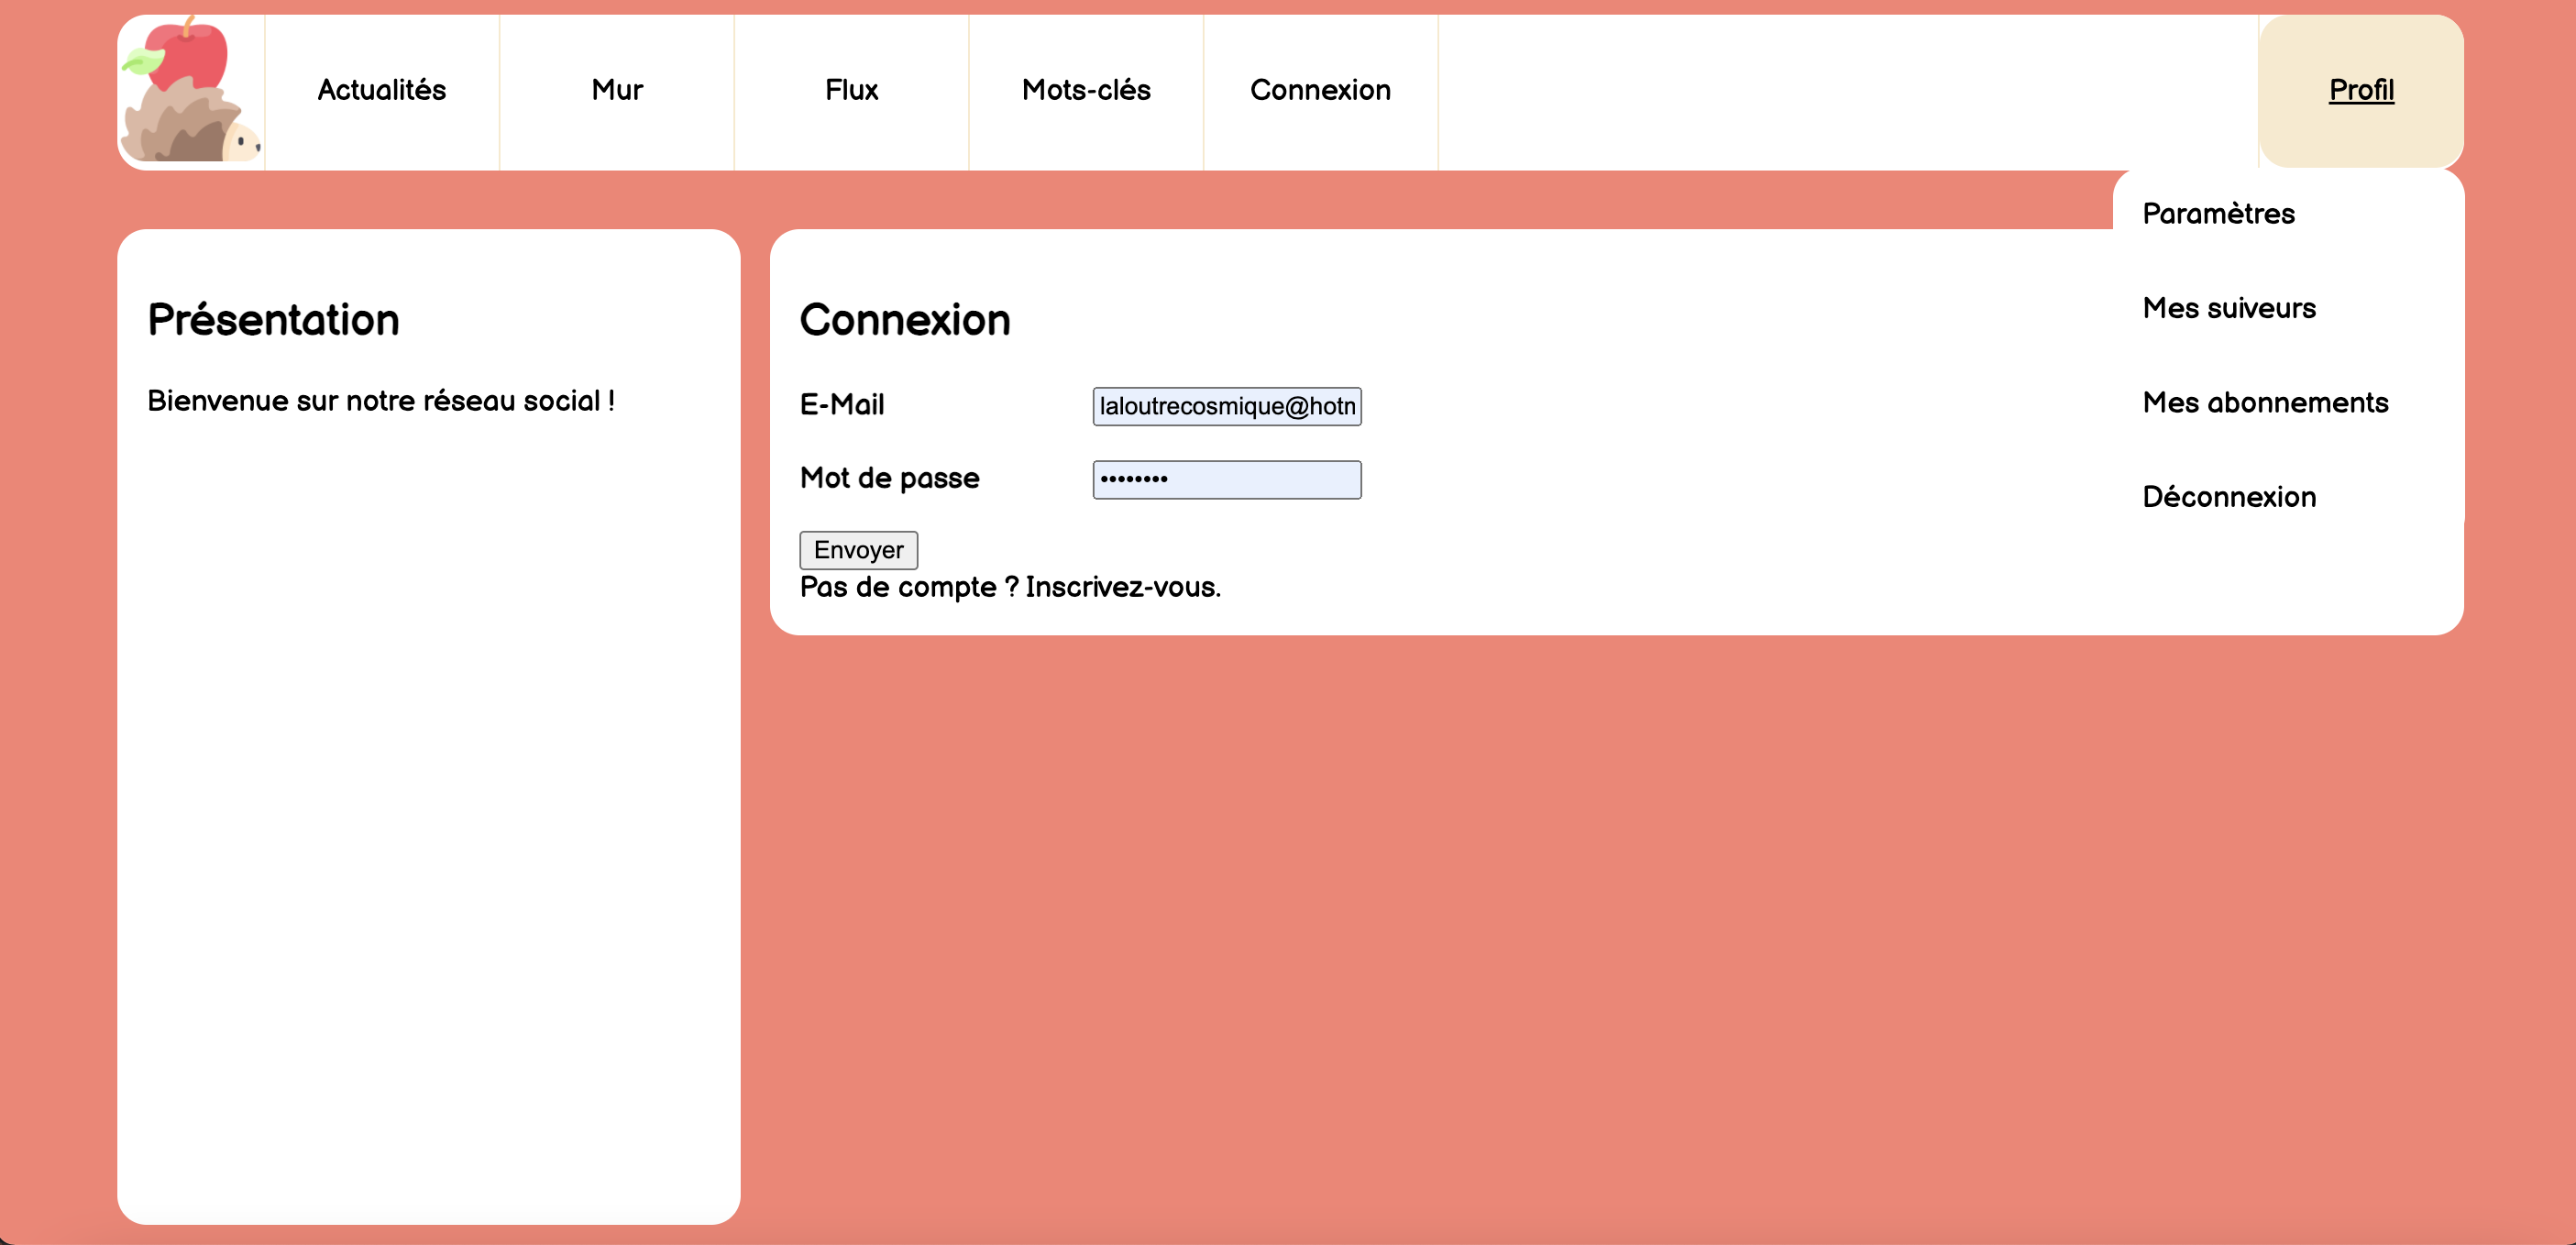 Actualités
Mur
Flux
Mots-clés
Connexion
Profil
Paramètres
Mes suiveurs
Mes abonnements
Déconnexion
Présentation
Bienvenue sur notre réseau social !
Connexion
E-Mail
laloutrecosmique@hotn
Mot de passe
••••••••
Envoyer
Pas de compte ? Inscrivez-vous.